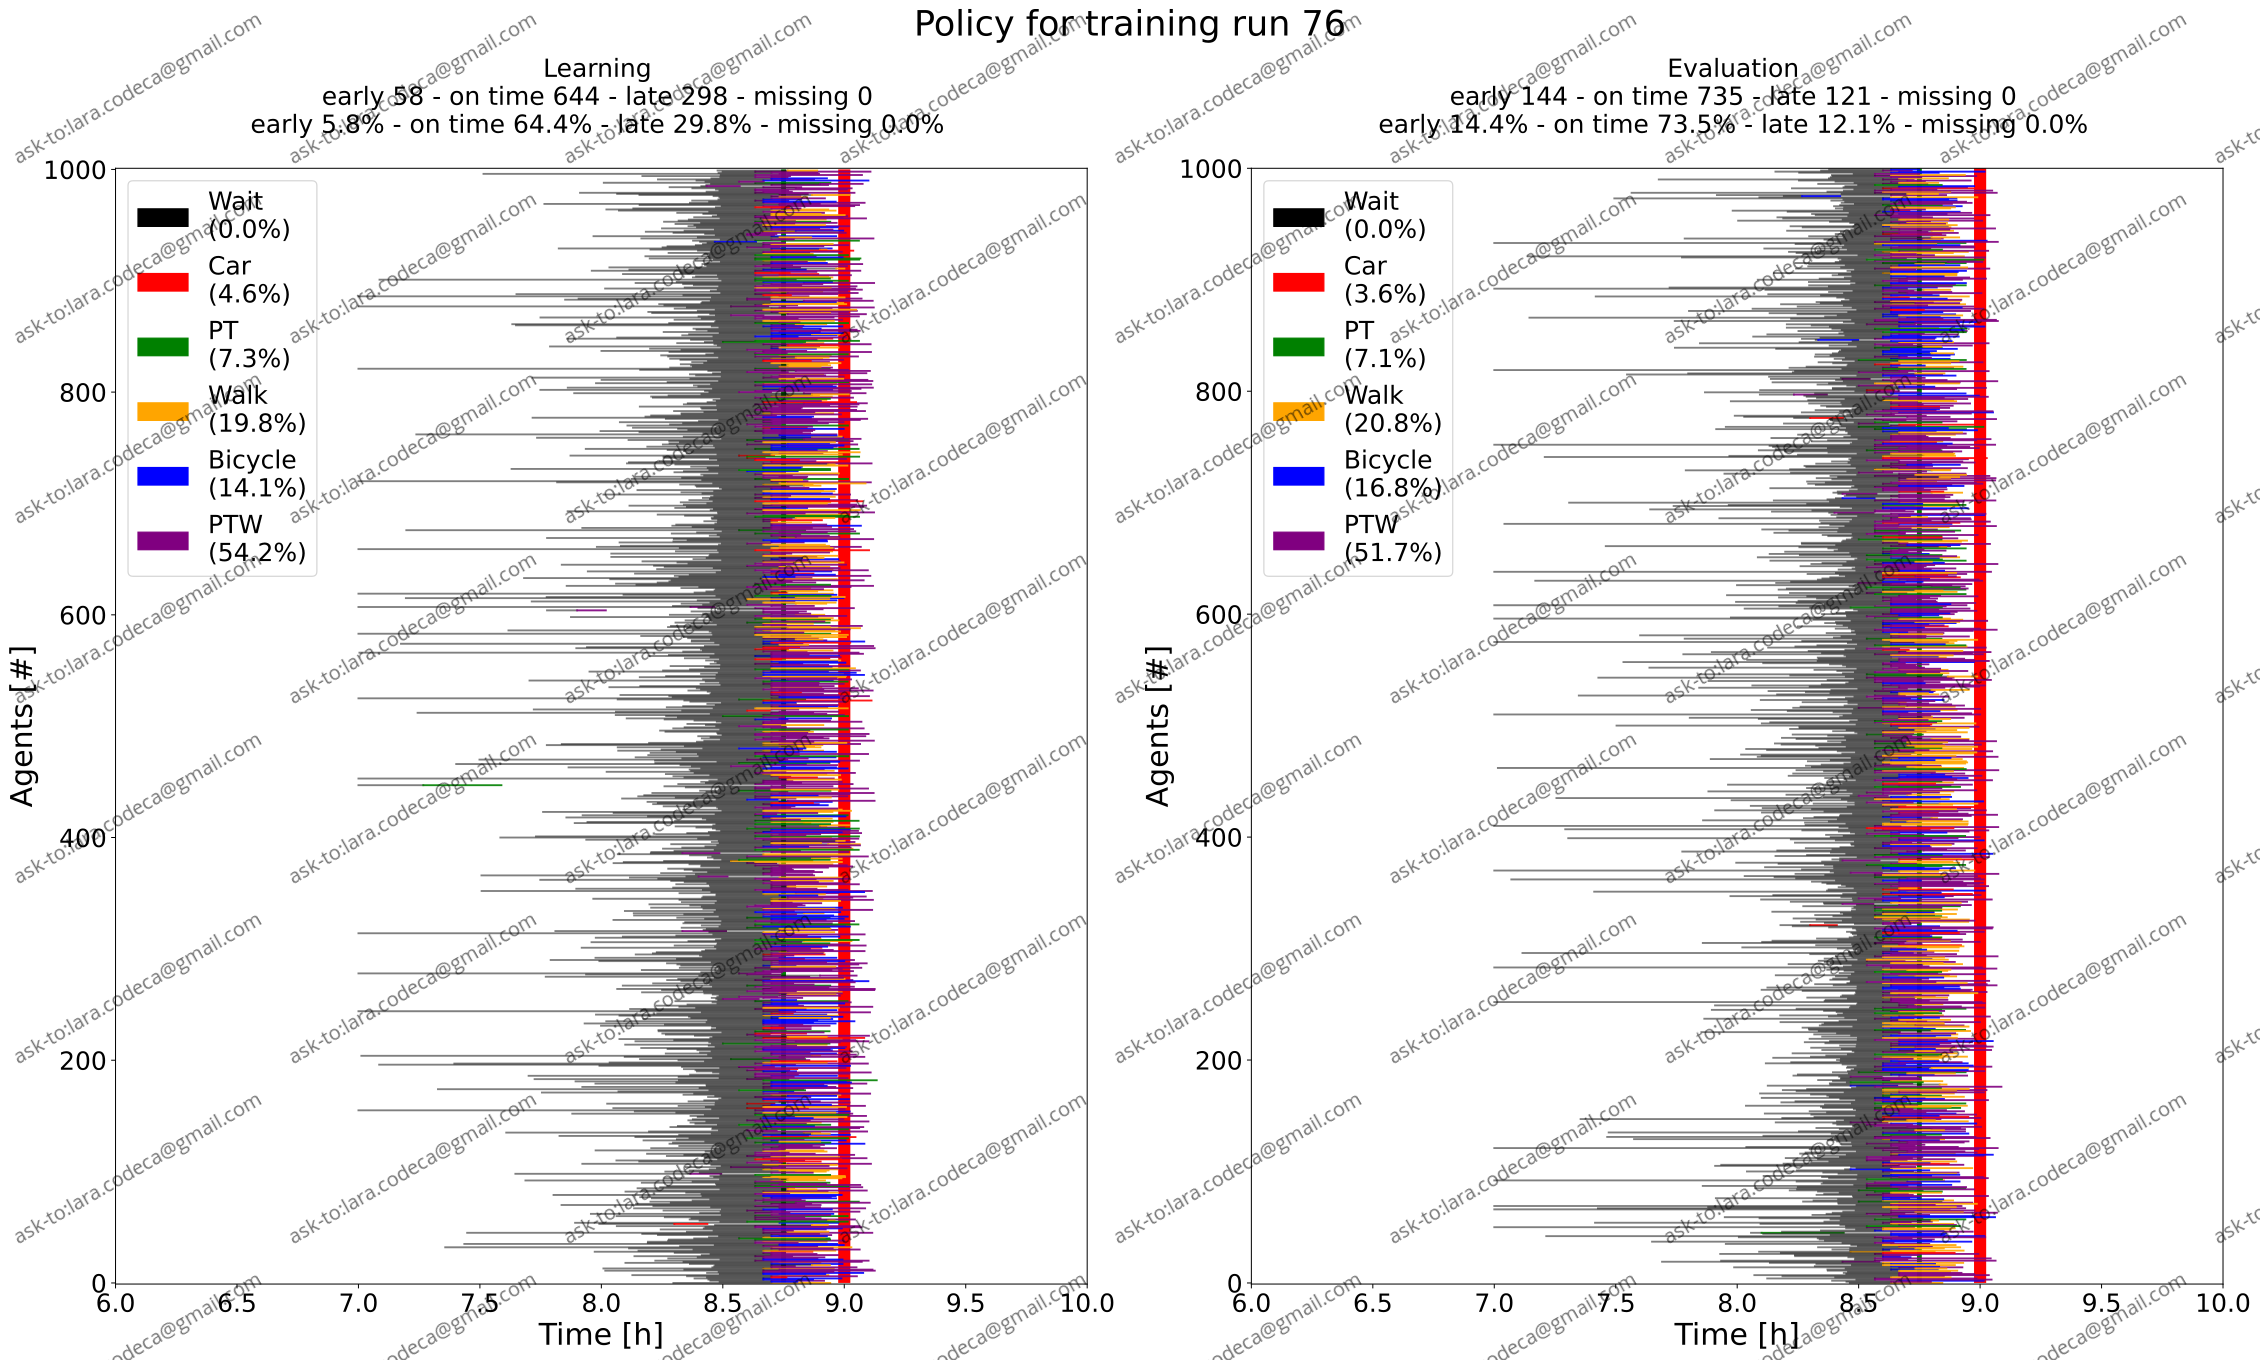 Policy for training run 76
Learning
early 58 - on time 644 - late 298 - missing 0
early 5.8% - on time 64.4% - late 29.8% - missing 0.0%
1000
800
600
400
200
0
Agents [#]
Wait
(0.0%)
Car
(4.6%)
PT
(7.3%)
Walk
(19.8%)
Bicycle
(14.1%)
PTW
(54.2%)
6.0 6.5 7.0 7.5 8.0 8.5 9.0 9.5 10.0
Time [h]
Evaluation
early 144 - on time 735 - late 121 - missing 0
early 14.4% - on time 73.5% - late 12.1% - missing 0.0%
1000
800
600
400
200
0
Agents [#]
Wait
(0.0%)
Car
(3.6%)
PT
(7.1%)
Walk
(20.8%)
Bicycle
(16.8%)
PTW
(51.7%)
6.0 6.5 7.0 7.5 8.0 8.5 9.0 9.5 10.0
Time [h]
ask-to:lara.codeca@gmail.com